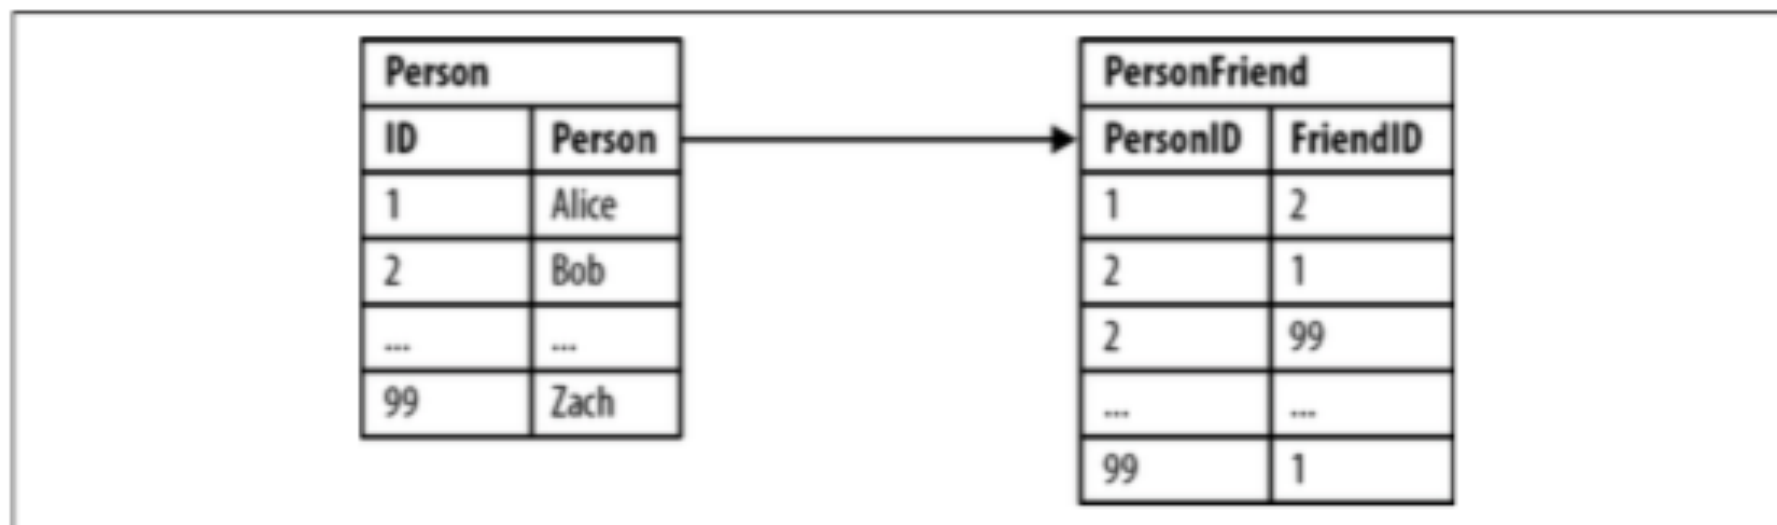 Person
ID Person
1 Alice
2 Bob
... ...
99 Zach
PersonFriend
PersonID FriendID
1 2
2 1
2 99
... ...
99 1